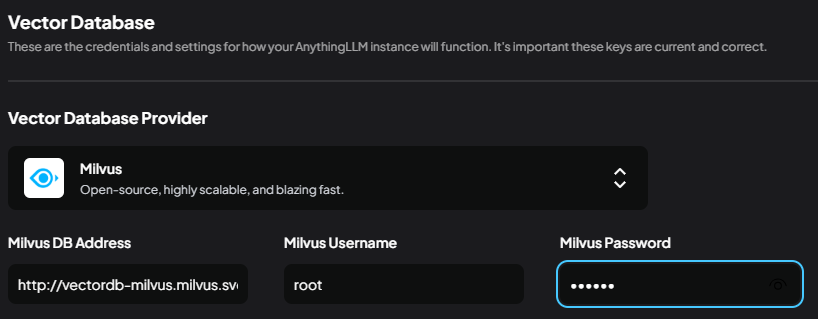 Vector Database
These are the credentials and settings for how your AnythingLLM instance will function. It's important these keys are current and correct.
Vector Database Provider
Milvus
Open-source, highly scalable, and blazing fast.
Milvus DB Address
Milvus Username
Milvus Password
http://vectordb-milvus.milvus.sv
root
••••••